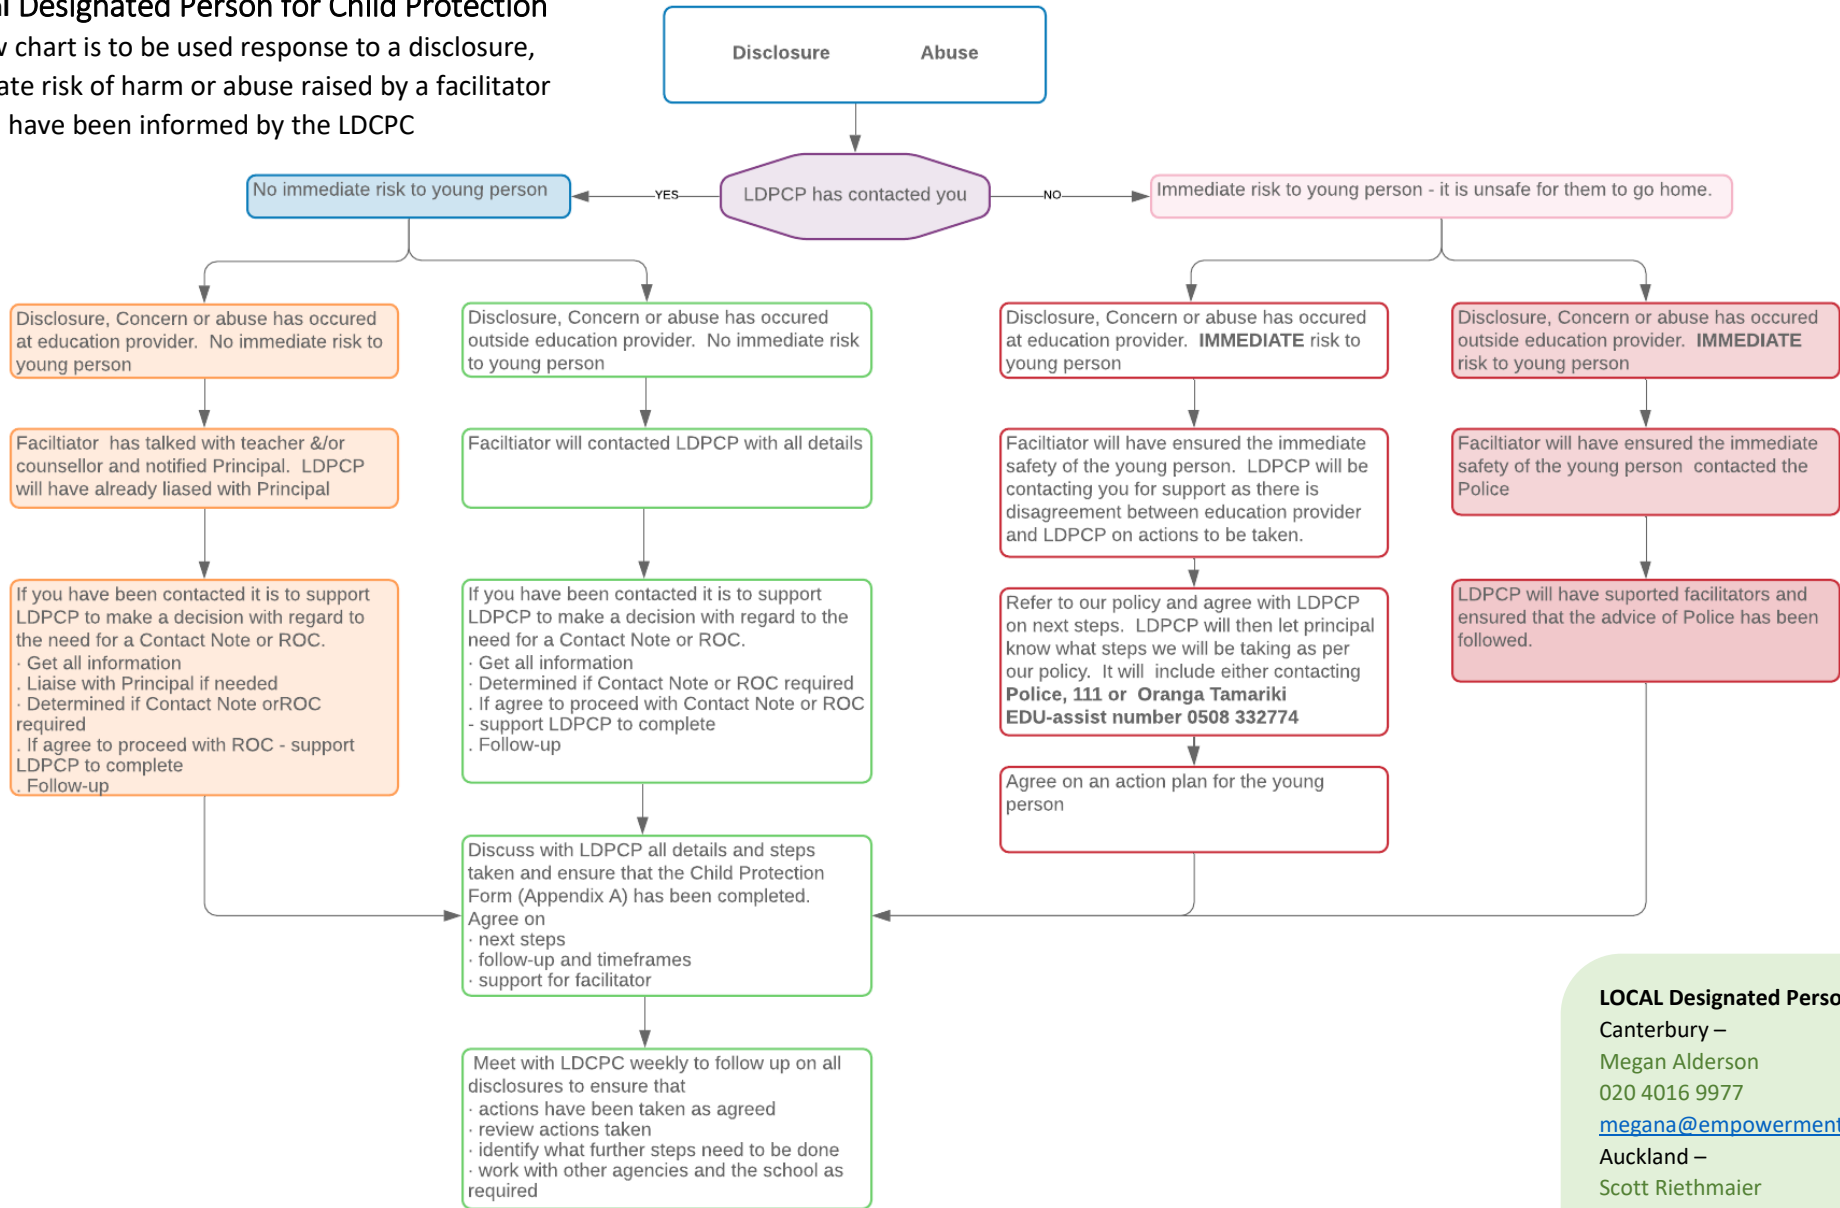 al Designated Person for Child Protection
w chart is to be used response to a disclosure,
ate risk of harm or abuse raised by a facilitator
have been informed by the LDCPC
Disclosure Abuse
LDPCP has contacted you
YES
NO
No immediate risk to young person
Immediate risk to young person - it is unsafe for them to go home.
Disclosure, Concern or abuse has occured
at education provider. No immediate risk to
young person
Faciltiator has talked with teacher &/or
counsellor and notified Principal. LDPCP
will have already liased with Principal
If you have been contacted it is to support
LDPCP to make a decision with regard to
the need for a Contact Note or ROC.
· Get all information
. Liaise with Principal if needed
· Determined if Contact Note orROC
required
. If agree to proceed with ROC - support
LDPCP to complete
. Follow-up
Disclosure, Concern or abuse has occured
outside education provider. No immediate risk
to young person
Faciltiator will contacted LDPCP with all details
If you have been contacted it is to support
LDPCP to make a decision with regard to the
need for a Contact Note or ROC.
· Get all information
· Determined if Contact Note or ROC required
. If agree to proceed with Contact Note or ROC
- support LDPCP to complete
. Follow-up
Disclosure, Concern or abuse has occured
at education provider. IMMEDIATE risk to
young person
Faciltiator will have ensured the immediate
safety of the young person. LDPCP will be
contacting you for support as there is
disagreement between education provider
and LDPCP on actions to be taken.
Refer to our policy and agree with LDPCP
on next steps. LDPCP will then let principal
know what steps we will be taking as per
our policy. It will include either contacting
Police, 111 or Oranga Tamariki
EDU-assist number 0508 332774
Agree on an action plan for the young
person
Disclosure, Concern or abuse has occured
outside education provider. IMMEDIATE
risk to young person
Faciltiator will have ensured the immediate
safety of the young person contacted the
Police
LDPCP will have suported facilitators and
ensured that the advice of Police has been
followed.
Discuss with LDPCP all details and steps
taken and ensure that the Child Protection
Form (Appendix A) has been completed.
Agree on
· next steps
· follow-up and timeframes
· support for facilitator
Meet with LDCPC weekly to follow up on all
disclosures to ensure that
· actions have been taken as agreed
· review actions taken
· identify what further steps need to be done
· work with other agencies and the school as
required
LOCAL Designated Perso
Canterbury –
Megan Alderson
020 4016 9977
megana@empowerment
Auckland –
Scott Riethmaier